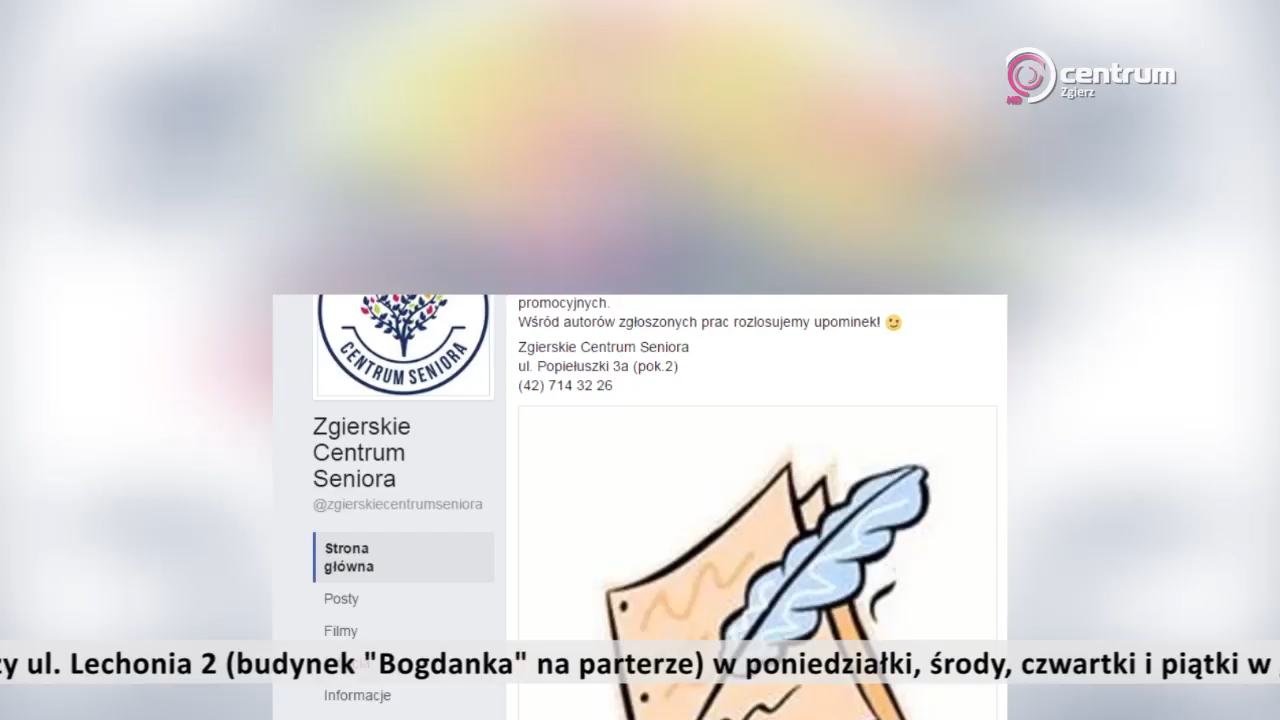 centrum
Zgierz
HD
promocyjnych.
Wśród autorów zgłoszonych prac rozlosujemy upominek!
Zgierskie Centrum Seniora
ul. Popiełuszki 3a (pok.2)
(42) 714 32 26
CENTRUM SENIORA
Zgierskie
Centrum
Seniora
@zgierskiecentrumseniora
Strona
główna
Posty
Filmy
ul. Lechonia 2 (budynek "Bogdanka" na parterze) w poniedziałki, środy, czwartki i piątki w
Informacje